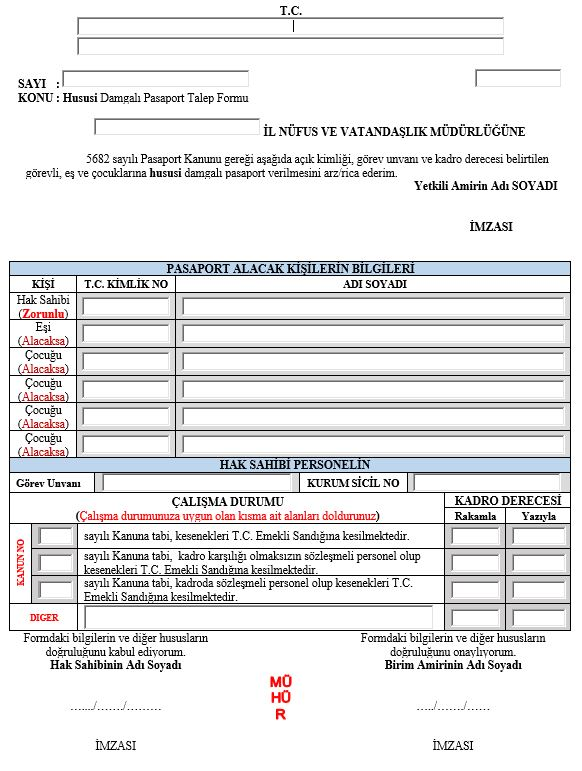 T.C.
SAYI :
KONU : Hususi Damgalı Pasaport Talep Formu
İL NÜFUS VE VATANDAŞLIK MÜDÜRLÜĞÜNE
5682 sayılı Pasaport Kanunu gereği aşağıda açık kimliği, görev unvanı ve kadro derecesi belirtilen
görevli, eş ve çocuklarına hususi damgalı pasaport verilmesini arz/rica ederim.
Yetkili Amirin Adı SOYADI
İMZASI
PASAPORT ALACAK KİŞİLERİN BİLGİLERİ
KİŞİ T.C. KİMLİK NO ADI SOYADI
Hak Sahibi
(Zorunlu)
Eşi
(Alacaksa)
Çocuğu
(Alacaksa)
Çocuğu
(Alacaksa)
Çocuğu
(Alacaksa)
Çocuğu
(Alacaksa)
HAK SAHİBİ PERSONELİN
Görev Unvanı KURUM SİCİL NO
ÇALIŞMA DURUMU KADRO DERECESİ
(Çalışma durumunuza uygun olan kısma ait alanları doldurunuz) Rakamla Yazıyla
KANUN NO
sayılı Kanuna tabi, kesenekleri T.C. Emekli Sandığına kesilmektedir.
sayılı Kanuna tabi, kadro karşılığı olmaksızın sözleşmeli personel olup
kesenekleri T.C. Emekli Sandığına kesilmektedir.
sayılı Kanuna tabi, kadroda sözleşmeli personel olup kesenekleri T.C.
Emekli Sandığına kesilmektedir.
DIGER
Formdaki bilgilerin ve diğer hususların
doğruluğunu kabul ediyorum.
Hak Sahibinin Adı Soyadı
Formdaki bilgilerin ve diğer hususların
doğruluğunu onaylıyorum.
Birim Amirinin Adı Soyadı
MÜ
HÜ
R
……/……./……… …../……./……
İMZASI İMZASI